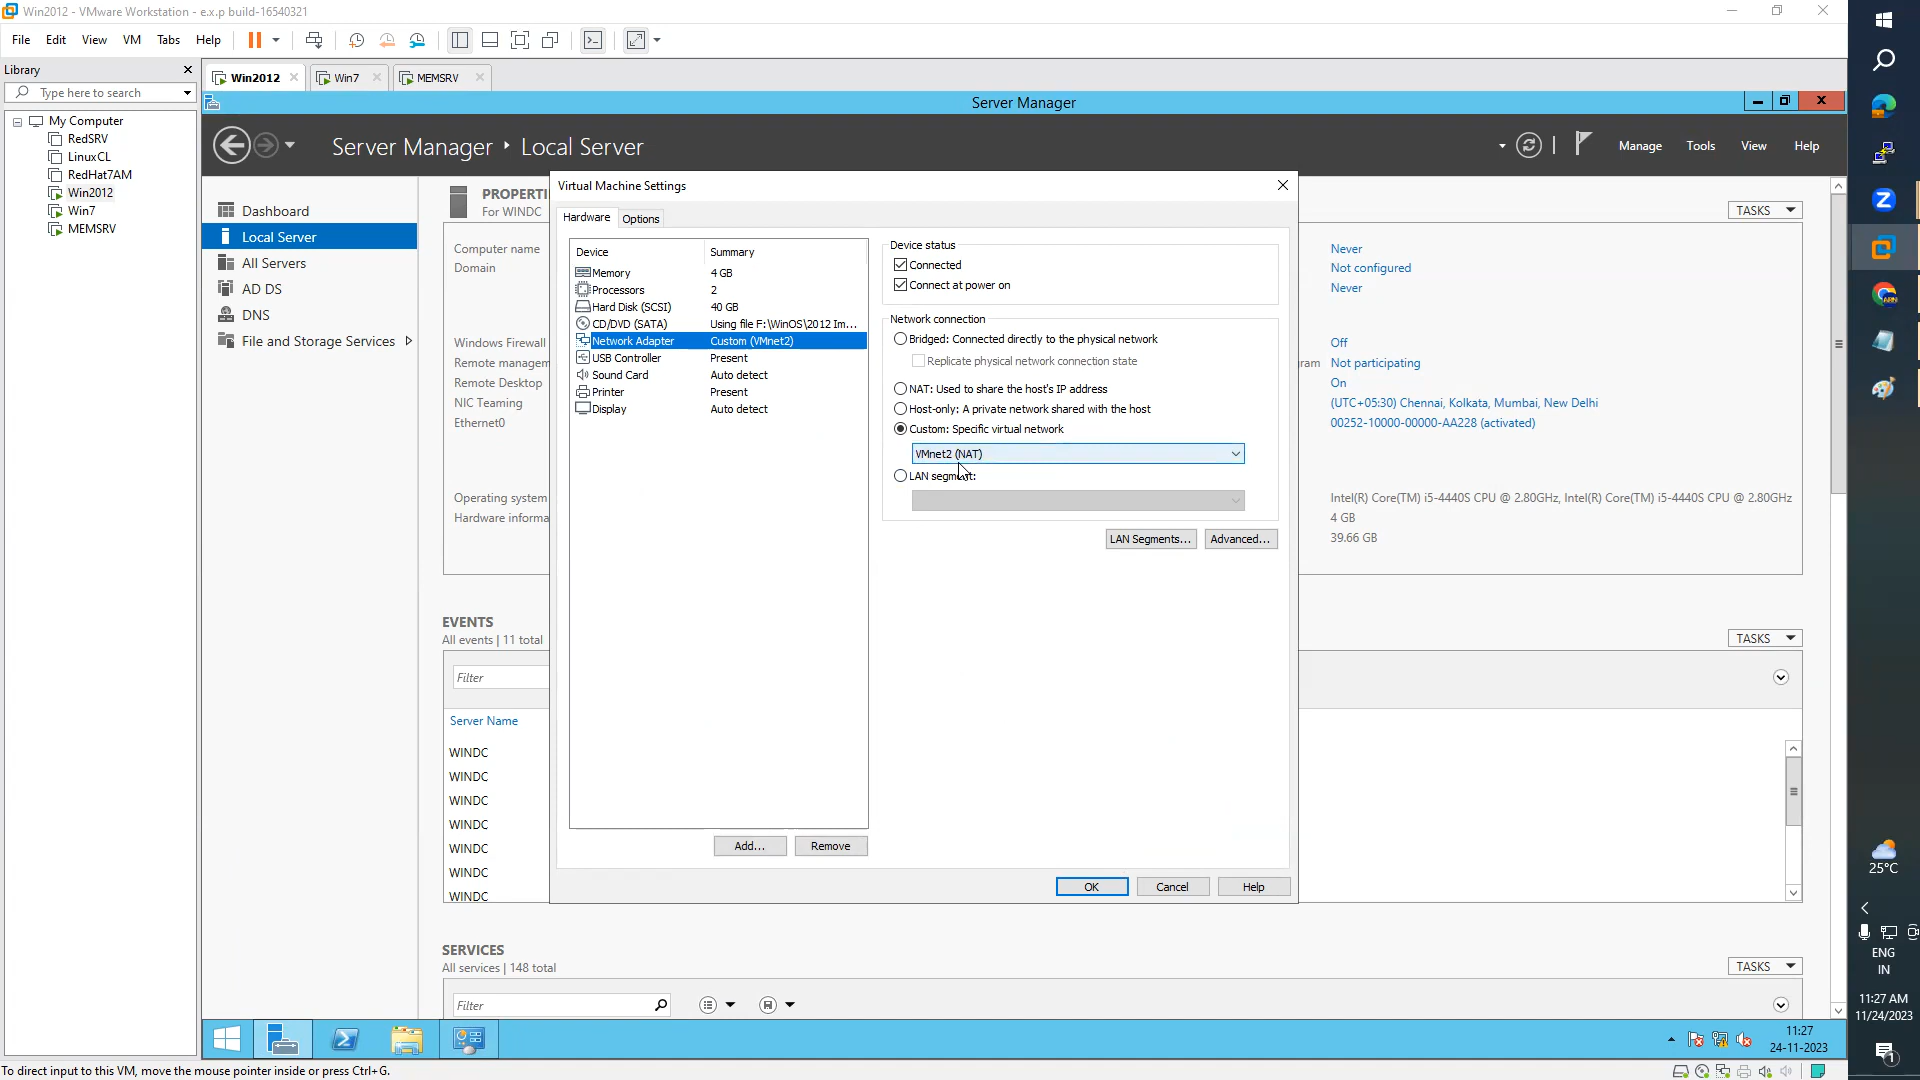 Win2012 - VMware Workstation - e.x.p build-16540321
File Edit View VM Tabs Help
Library
Type here to search
My Computer
RedSRV
LinuxCL
RedHat7AM
Win2012
Win7
MEMSRV
Win2012
Win7
MEMSRV
Server Manager
Server Manager
Local Server
Manage
Tools
View
Help
Dashboard
Local Server
All Servers
AD DS
DNS
File and Storage Services
For WINDC
TASKS
Computer name
Domain
Windows Firewall
Remote Desktop
NIC Teaming
Ethernet0
Operating system
Never
Not configured
Never
Off
Not participating
On
(UTC+05:30) Chennai, Kolkata, Mumbai, New Delhi
00252-10000-00000-AA228 (activated)
Intel(R) Core(TM) i5-4440S CPU @ 2.80GHz, Intel(R) Core(TM) i5-4440S CPU @ 2.80GHz
4 GB
39.66 GB
Virtual Machine Settings
Hardware
Options
Device Summary
Memory 4 GB
Processors 2
Hard Disk (SCSI) 40 GB
CD/DVD (SATA) Using file F:\WinOS\2012 Im...
Network Adapter Custom (VMnet2)
USB Controller Present
Sound Card Auto detect
Printer Present
Display Auto detect
Add...
Remove
Device status
Connected
Connect at power on
Network connection
Bridged: Connected directly to the physical network
Replicate physical network connection state
NAT: Used to share the host's IP address
Host-only: A private network shared with the host
Custom: Specific virtual network
VMnet2 (NAT)
LAN segment:
LAN Segments...
Advanced...
OK
Cancel
Help
EVENTS
All events | 11 total
TASKS
Filter
Server Name
WINDC
WINDC
WINDC
WINDC
WINDC
WINDC
WINDC
SERVICES
All services | 148 total
TASKS
Filter
11:27
24-11-2023
To direct input to this VM, move the mouse pointer inside or press Ctrl+G.
25°C
ENG
IN
11:27 AM
11/24/2023
1